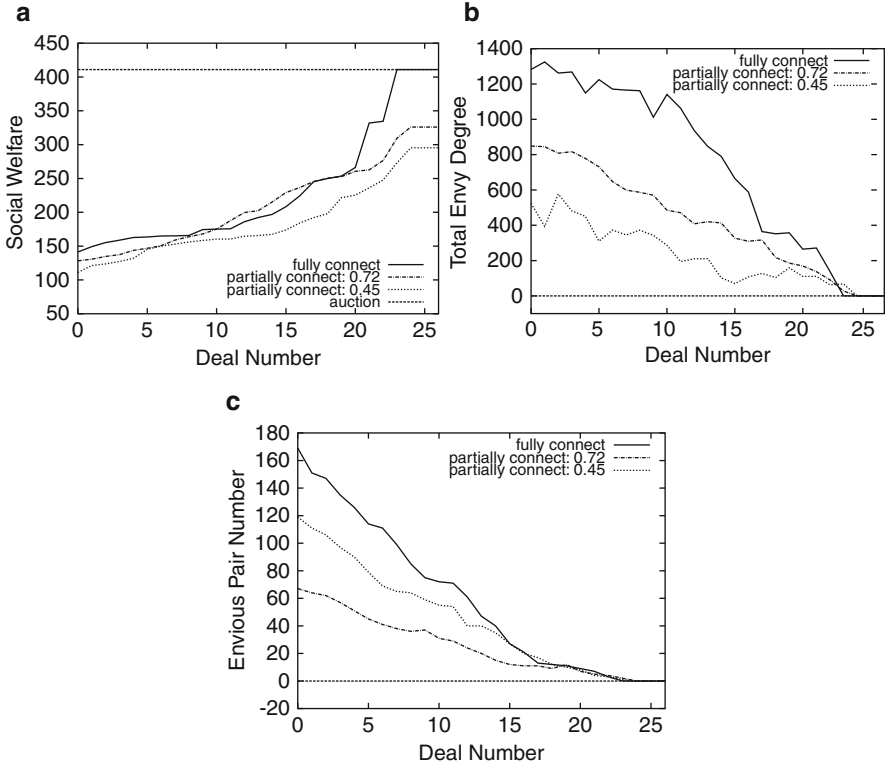 a
450
400
350
300
250
200
150
100
50
Social Welfare
fully connect
partially connect: 0.72
partially connect: 0.45
auction
0 5 10 15 20 25
Deal Number
b
1400
1200
1000
800
600
400
200
0
Total Envy Degree
fully connect
partially connect: 0.72
partially connect: 0.45
0 5 10 15 20 25
Deal Number
c
180
160
140
120
100
80
60
40
20
0
-20
Envious Pair Number
fully connect
partially connect: 0.72
partially connect: 0.45
0 5 10 15 20 25
Deal Number